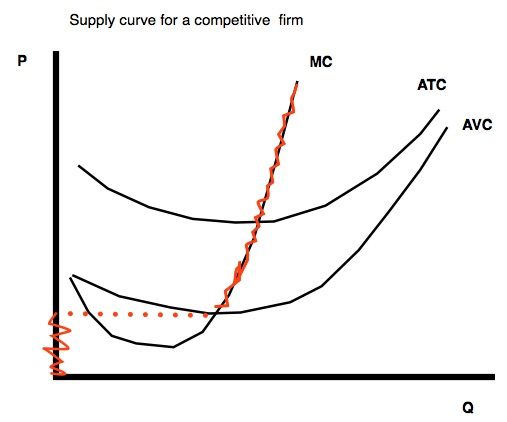 Supply curve for a competitive firm
P
MC
ATC
AVC
Q